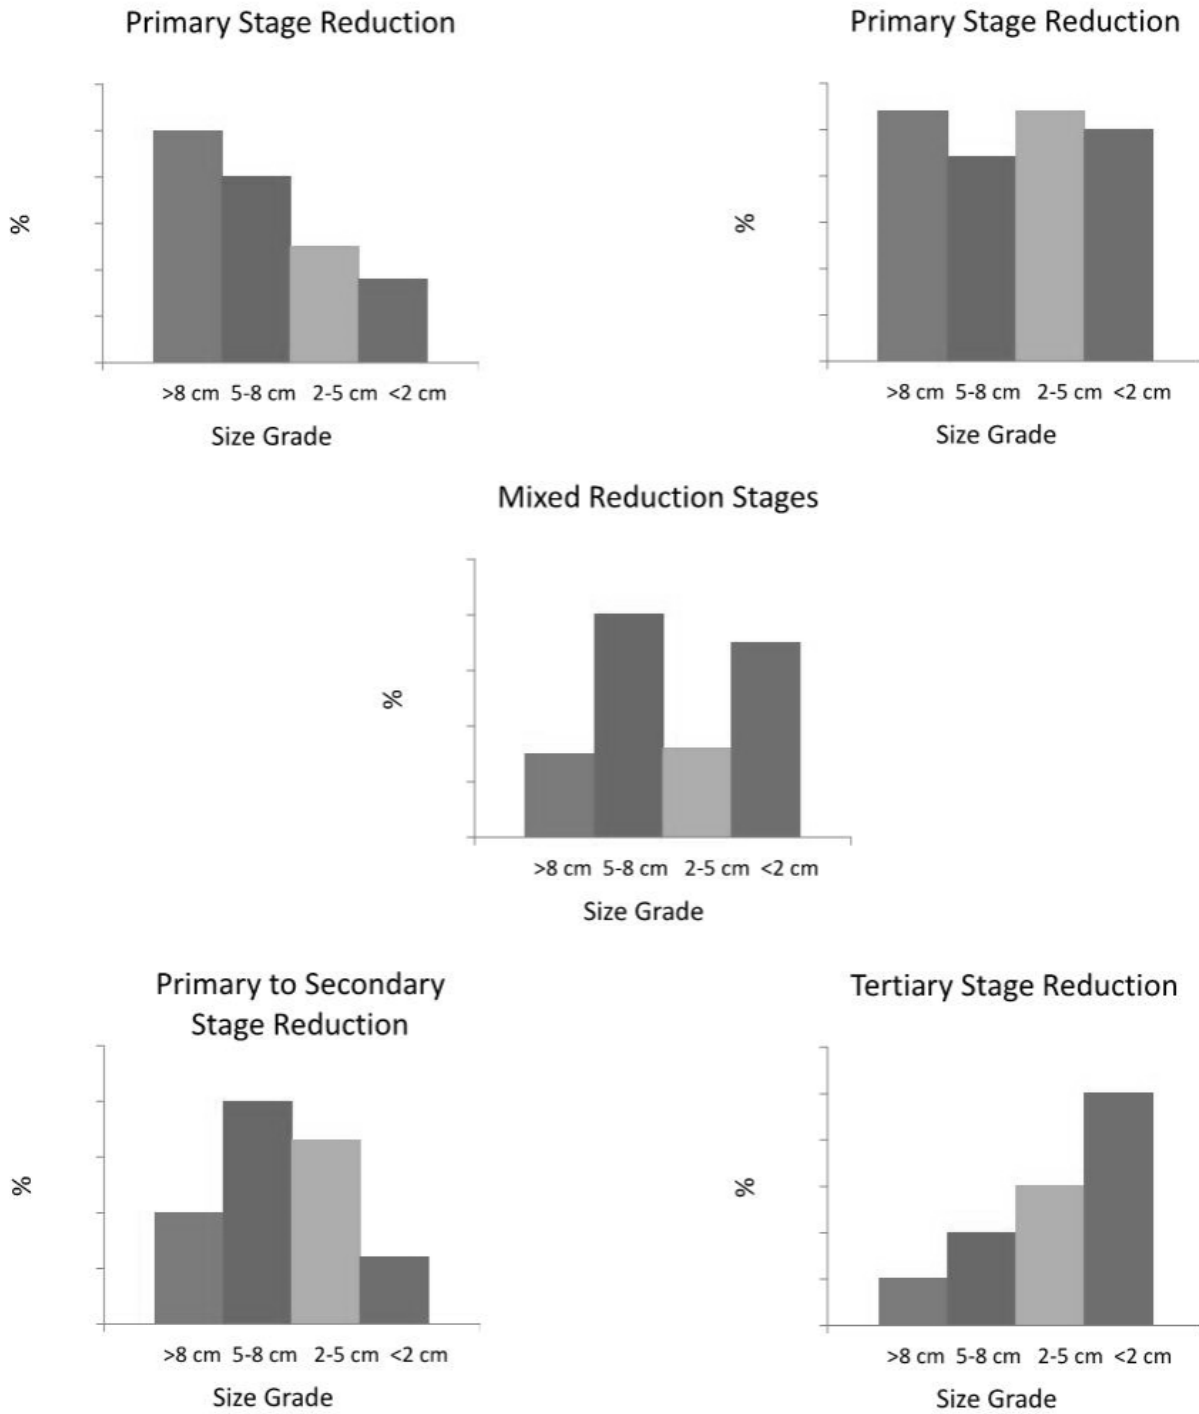 Primary Stage Reduction
%
>8 cm 5-8 cm 2-5 cm <2 cm
Size Grade
Primary Stage Reduction
%
>8 cm 5-8 cm 2-5 cm <2 cm
Size Grade
Mixed Reduction Stages
%
>8 cm 5-8 cm 2-5 cm <2 cm
Size Grade
Primary to Secondary
Stage Reduction
%
>8 cm 5-8 cm 2-5 cm <2 cm
Size Grade
Tertiary Stage Reduction
%
>8 cm 5-8 cm 2-5 cm <2 cm
Size Grade